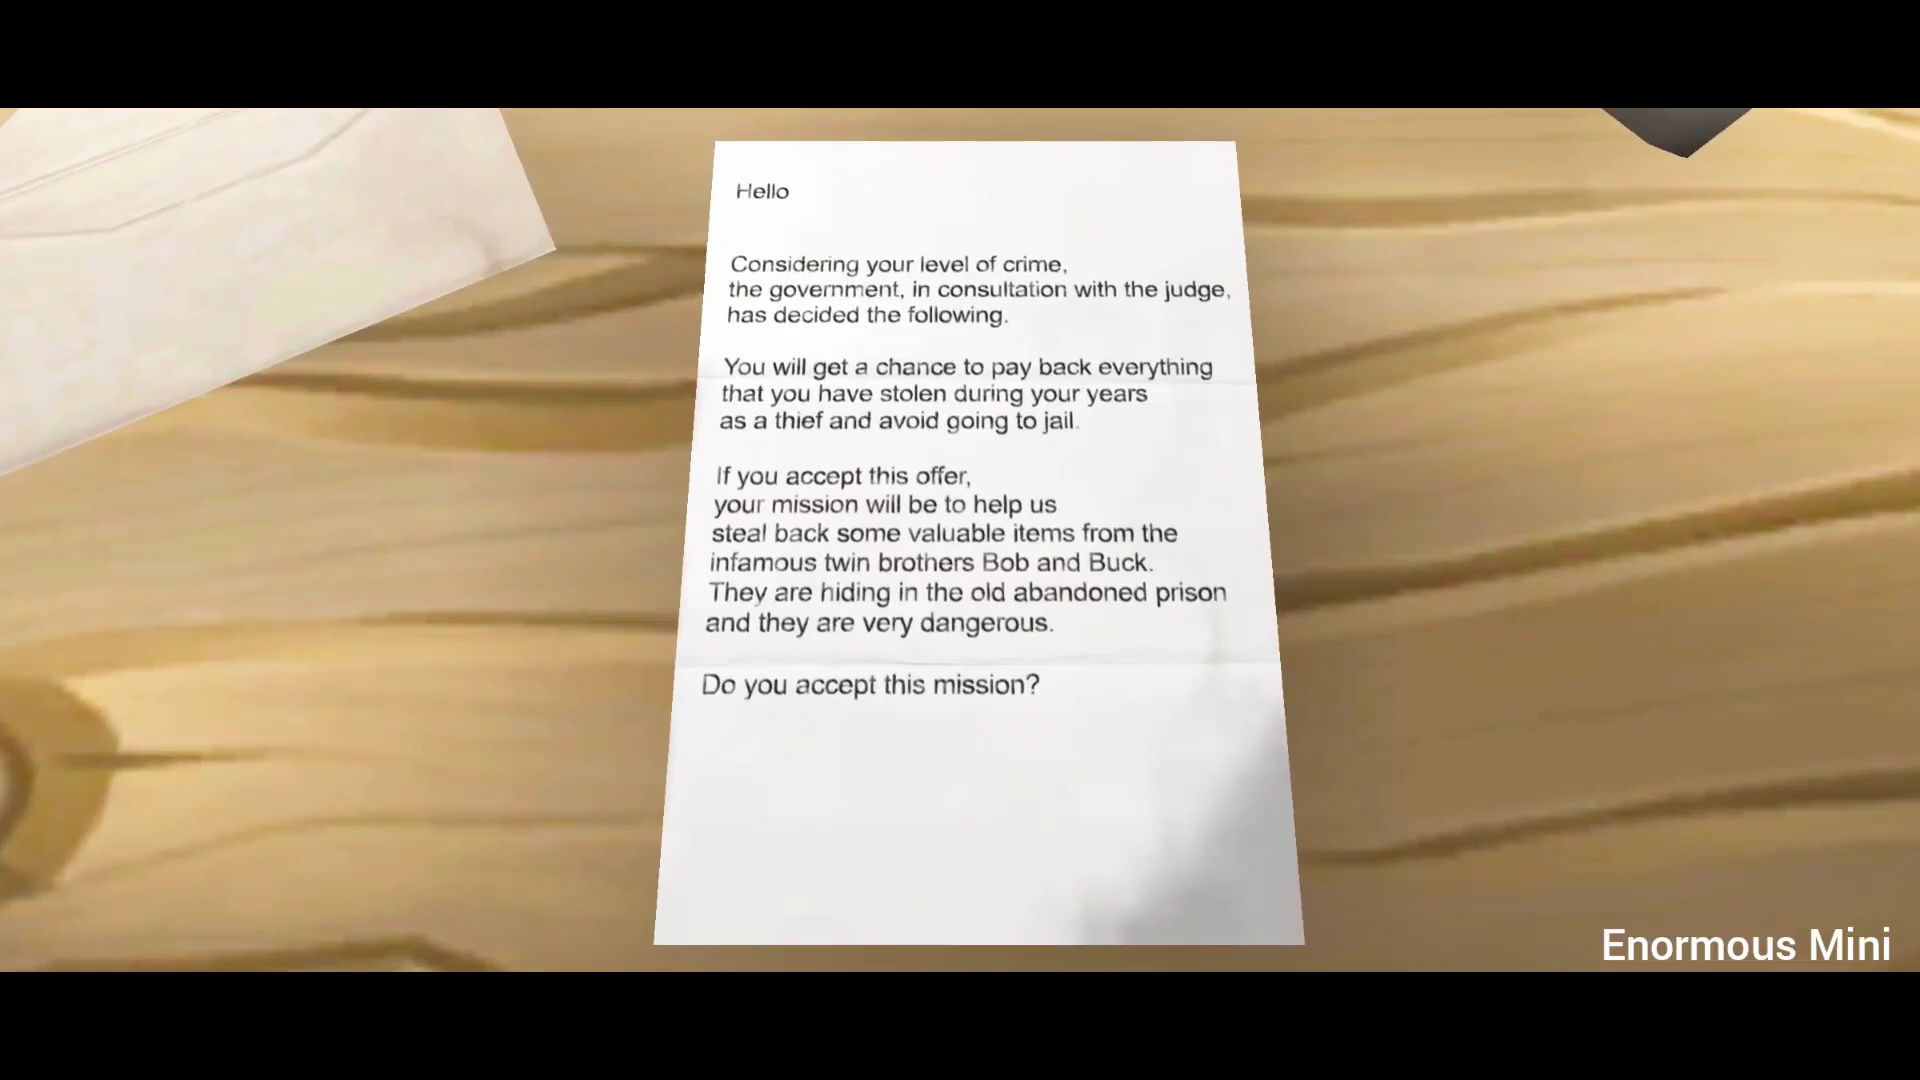 Hello
Considering your level of crime,
the government, in consultation with the judge,
has decided the following.
You will get a chance to pay back everything
that you have stolen during your years
as a thief and avoid going to jail.
If you accept this offer,
your mission will be to help us
steal back some valuable items from the
infamous twin brothers Bob and Buck.
They are hiding in the old abandoned prison
and they are very dangerous.
Do you accept this mission?
Enormous Mini